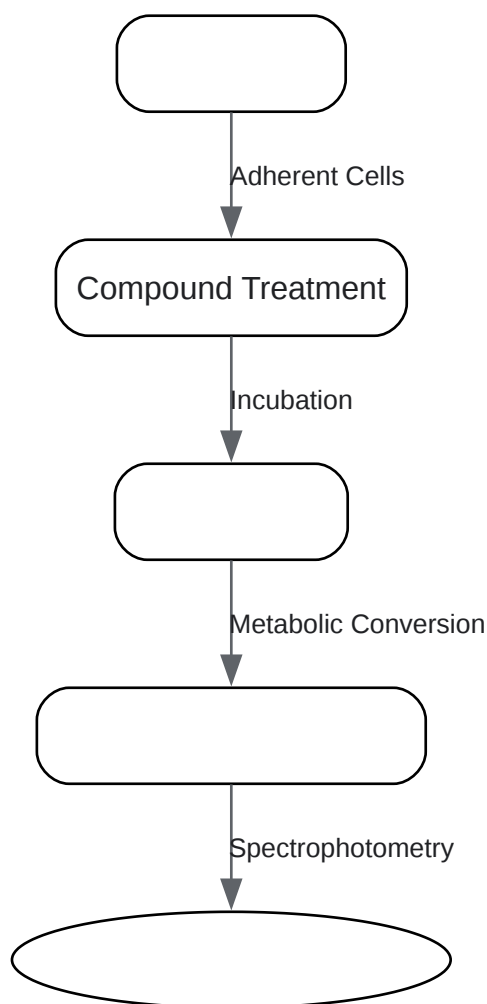 Adherent Cells
Compound Treatment
Incubation
Metabolic Conversion
Spectrophotometry